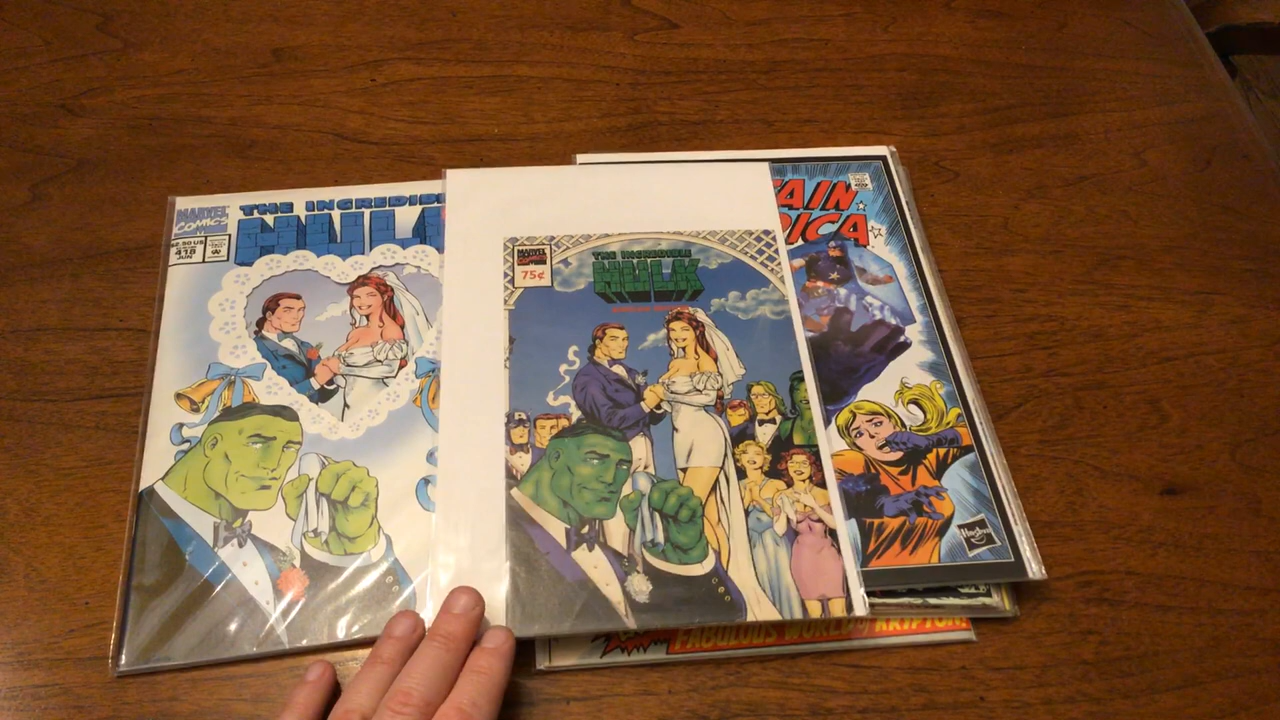 MARVEL
COMICS
$2.50 US
418
JUN
THE INCREDIBLE
HUL
MARVEL
COMICS
75¢
THE INCREDIBLE
HULK
TAIN
RICA
Hasbro
FABULOUS WORLD OF KRYPTON!